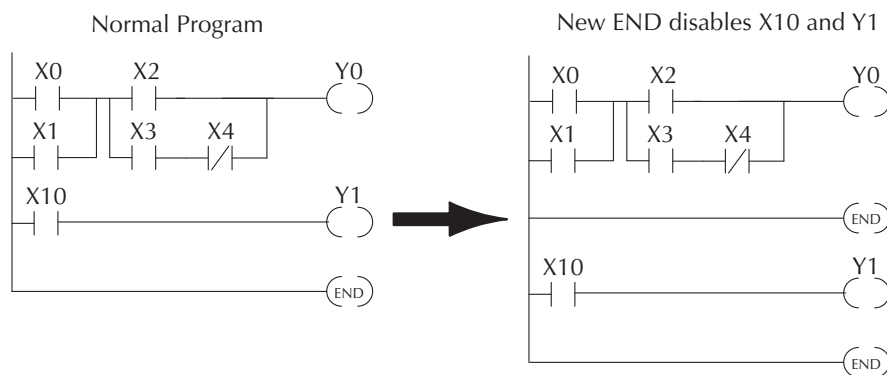 Normal Program
X0 X2 Y0
X1 X3 X4
X10 Y1
END
New END disables X10 and Y1
X0 X2 Y0
X1 X3 X4
END
X10 Y1
END